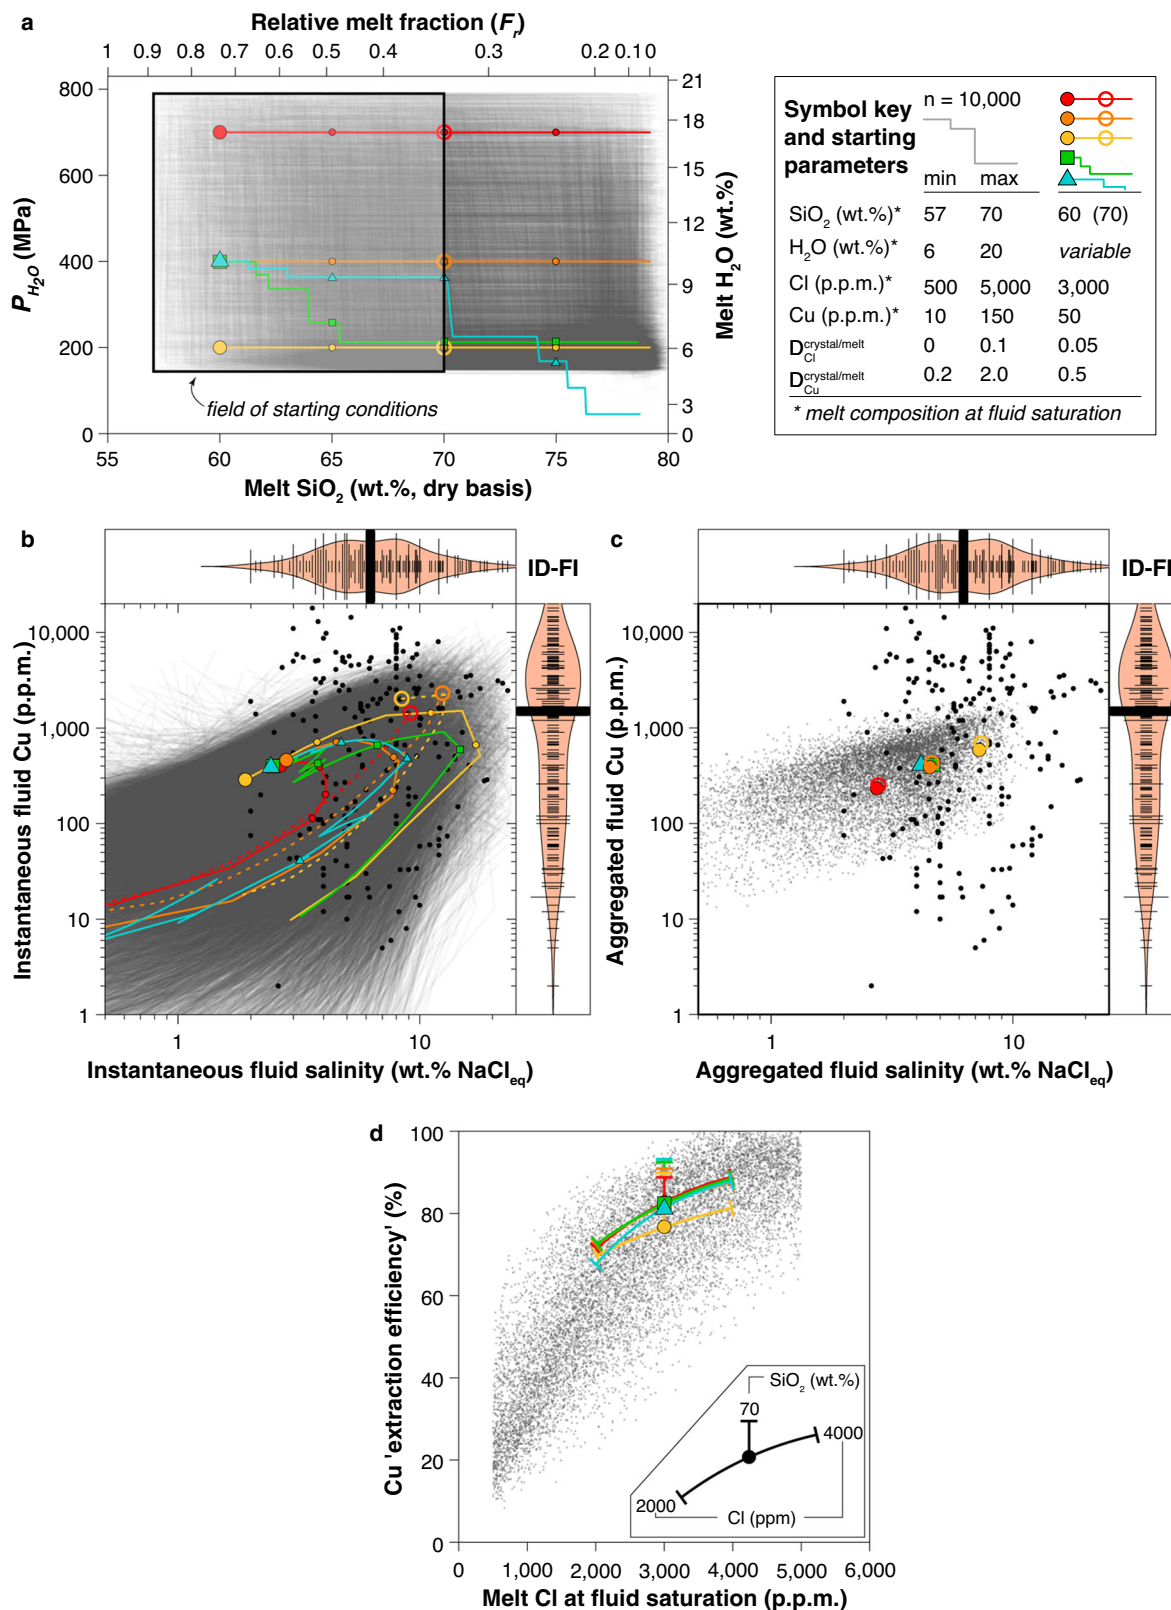 a
Relative melt fraction (Fr)
1 0.9 0.8 0.7 0.6 0.5 0.4 0.3 0.2 0.1 0
800
600
400
200
0
PH2O (MPa)
21
18
15
12
9
6
3
0
Melt H2O (wt.%)
field of starting conditions
55 60 65 70 75 80
Melt SiO2 (wt.%, dry basis)
Symbol key and starting parameters
n = 10,000
min max
SiO2 (wt.%)* 57 70 60 (70)
H2O (wt.%)* 6 20 variable
Cl (p.p.m.)* 500 5,000 3,000
Cu (p.p.m.)* 10 150 50
DCl crystal/melt 0 0.1 0.05
DCu crystal/melt 0.2 2.0 0.5
* melt composition at fluid saturation
b
ID-FI
10,000
1,000
100
10
1
Instantaneous fluid Cu (p.p.m.)
1 10
Instantaneous fluid salinity (wt.% NaCleq)
c
ID-FI
10,000
1,000
100
10
1
Aggregated fluid Cu (p.p.m.)
1 10
Aggregated fluid salinity (wt.% NaCleq)
d
100
80
60
40
20
0
Cu 'extraction efficiency' (%)
SiO2 (wt.%)
70
4000
2000
Cl (ppm)
0 1,000 2,000 3,000 4,000 5,000 6,000
Melt Cl at fluid saturation (p.p.m.)